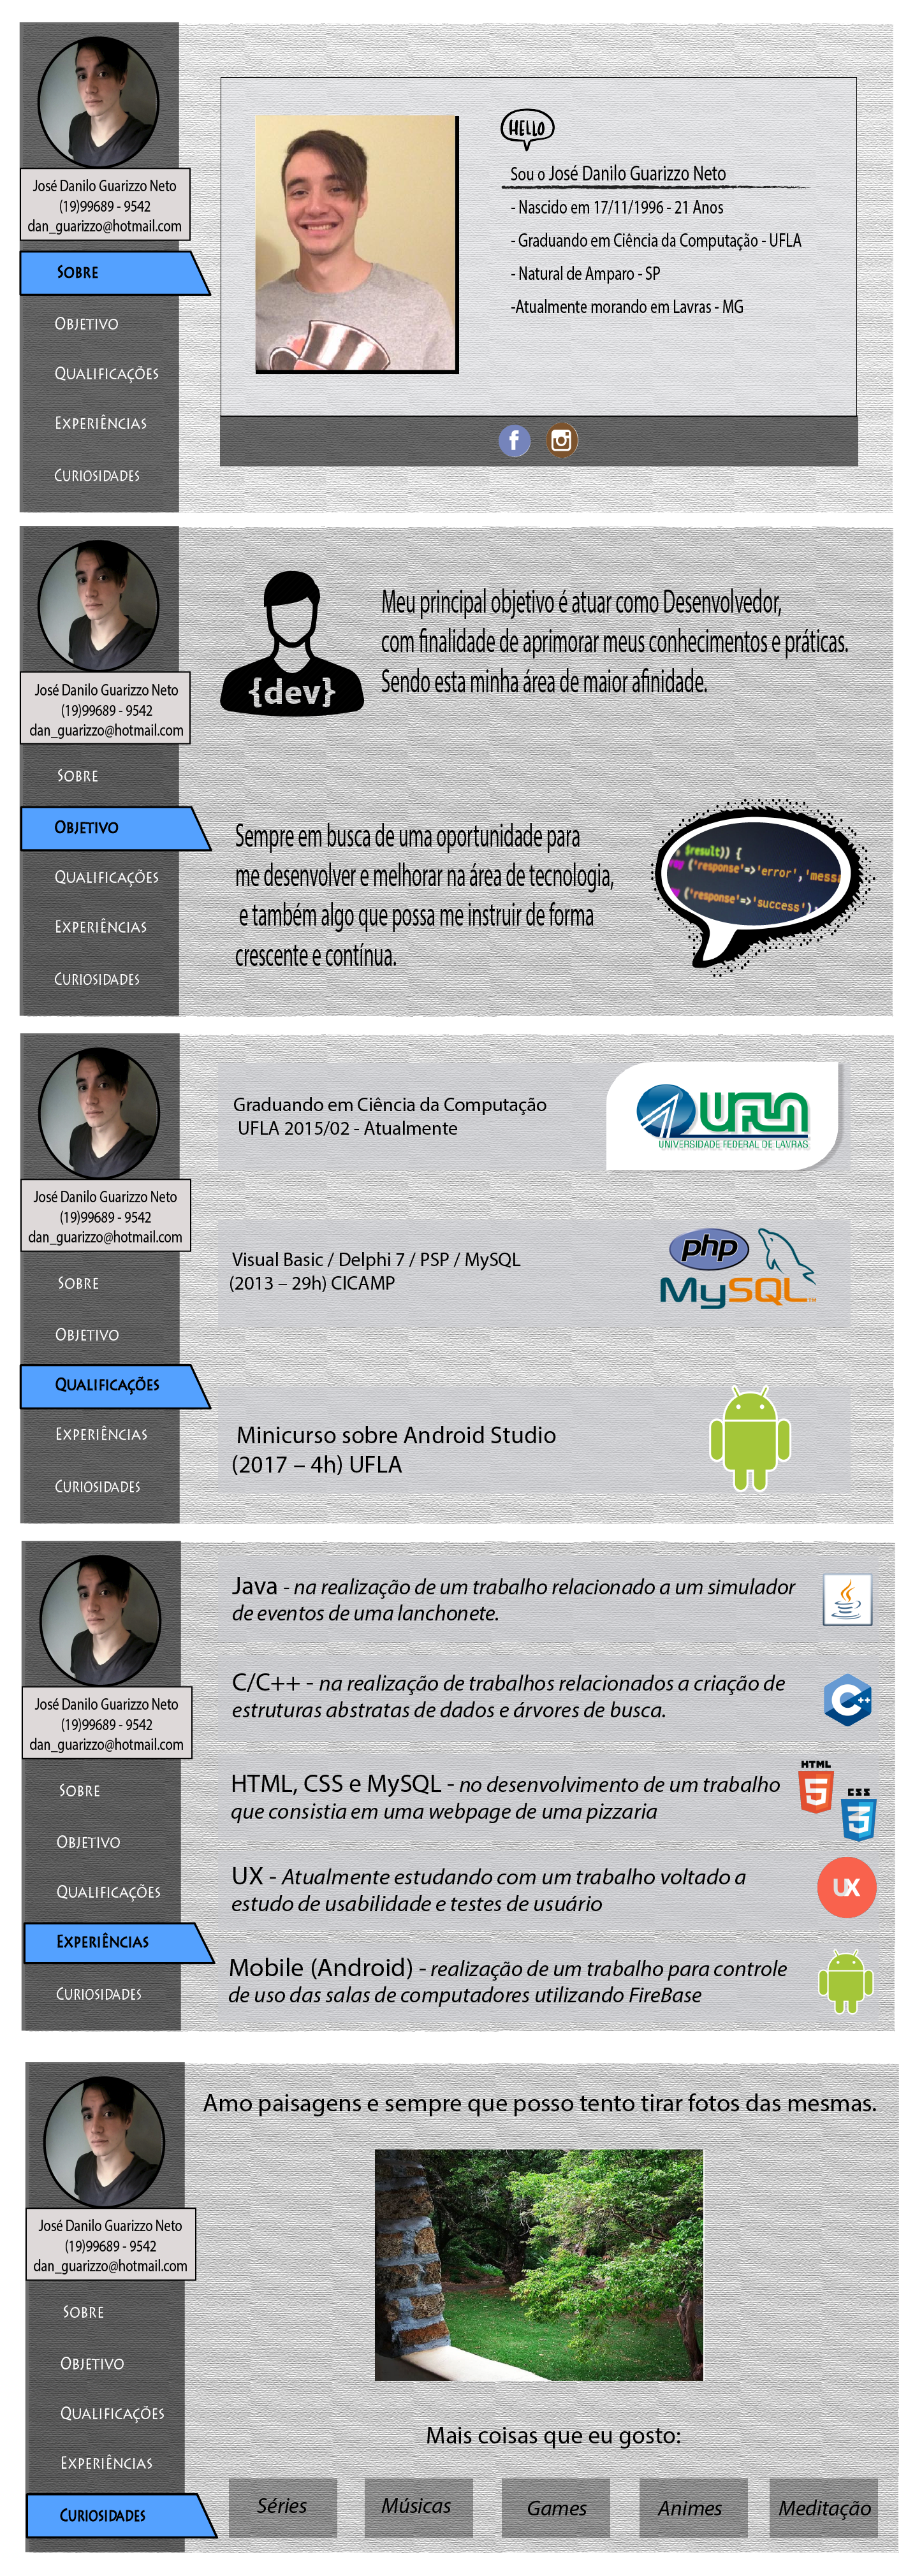 José Danilo Guarizzo Neto
(19)99689 - 9542
dan_guarizzo@hotmail.com
Sobre
Objetivo
Qualificações
Experiências
Curiosidades
HELLO
Sou o José Danilo Guarizzo Neto
- Nascido em 17/11/1996 - 21 Anos
- Graduando em Ciência da Computação - UFLA
- Natural de Amparo - SP
-Atualmente morando em Lavras - MG
f
José Danilo Guarizzo Neto
(19)99689 - 9542
dan_guarizzo@hotmail.com
Sobre
Objetivo
Qualificações
Experiências
Curiosidades
{dev}
Meu principal objetivo é atuar como Desenvolvedor,
com finalidade de aprimorar meus conhecimentos e práticas.
Sendo esta minha área de maior afinidade.
Sempre em busca de uma oportunidade para
me desenvolver e melhorar na área de tecnologia,
e também algo que possa me instruir de forma
crescente e contínua.
$result)) {
('response'=>'error','messa
('response'=>'success');
José Danilo Guarizzo Neto
(19)99689 - 9542
dan_guarizzo@hotmail.com
Sobre
Objetivo
Qualificações
Experiências
Curiosidades
Graduando em Ciência da Computação
UFLA 2015/02 - Atualmente
UFLA
UNIVERSIDADE FEDERAL DE LAVRAS
Visual Basic / Delphi 7 / PSP / MySQL
(2013 – 29h) CICAMP
php
MySQL
Minicurso sobre Android Studio
(2017 – 4h) UFLA
José Danilo Guarizzo Neto
(19)99689 - 9542
dan_guarizzo@hotmail.com
Sobre
Objetivo
Qualificações
Experiências
Curiosidades
Java - na realização de um trabalho relacionado a um simulador
de eventos de uma lanchonete.
C/C++ - na realização de trabalhos relacionados a criação de
estruturas abstratas de dados e árvores de busca.
C++
HTML, CSS e MySQL - no desenvolvimento de um trabalho
que consistia em uma webpage de uma pizzaria
HTML
5
CSS
3
UX - Atualmente estudando com um trabalho voltado a
estudo de usabilidade e testes de usuário
UX
Mobile (Android) - realização de um trabalho para controle
de uso das salas de computadores utilizando FireBase
José Danilo Guarizzo Neto
(19)99689 - 9542
dan_guarizzo@hotmail.com
Sobre
Objetivo
Qualificações
Experiências
Curiosidades
Amo paisagens e sempre que posso tento tirar fotos das mesmas.
Mais coisas que eu gosto:
Séries
Músicas
Games
Animes
Meditação